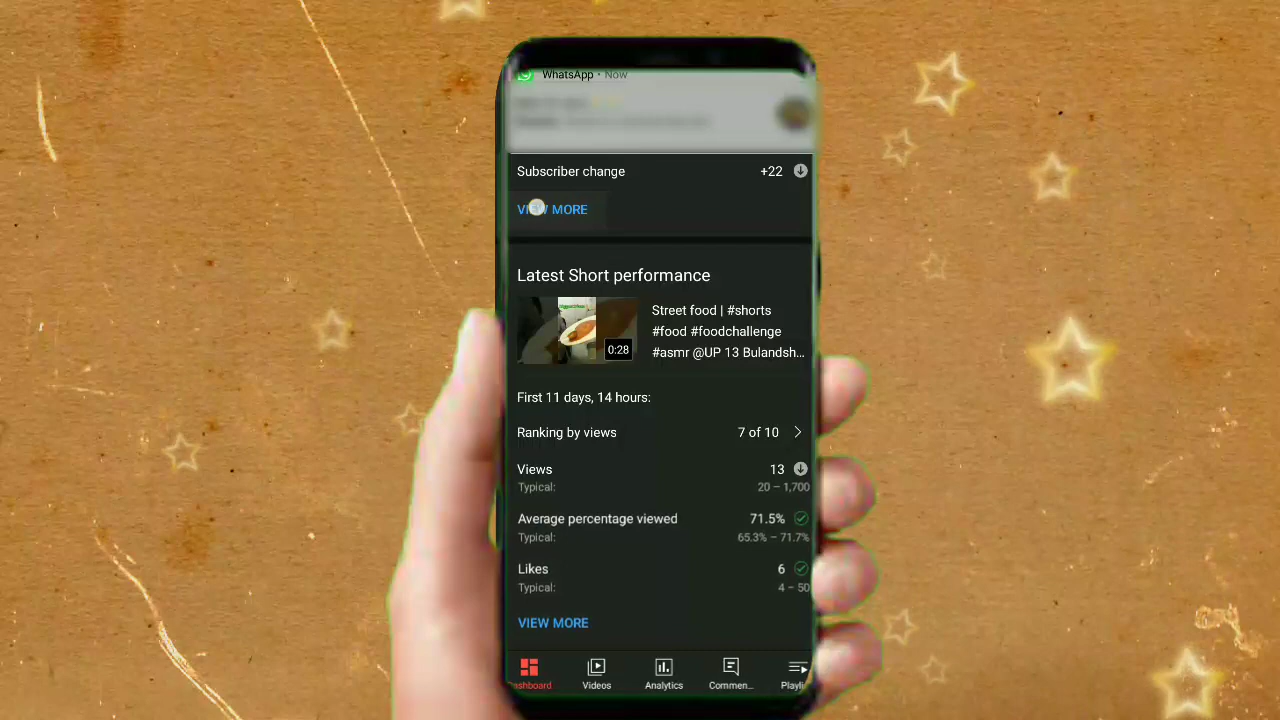 WhatsApp • Now
Subscriber change +22
VIEW MORE
Latest Short performance
0:28
Street food | #shorts
#food #foodchallenge
#asmr @UP 13 Bulandsh...
First 11 days, 14 hours:
Ranking by views 7 of 10
Views 13
Typical: 20 – 1,700
Average percentage viewed 71.5%
Typical: 65.3% – 71.7%
Likes 6
Typical: 4 – 50
VIEW MORE
Dashboard Videos Analytics Commen... Playli